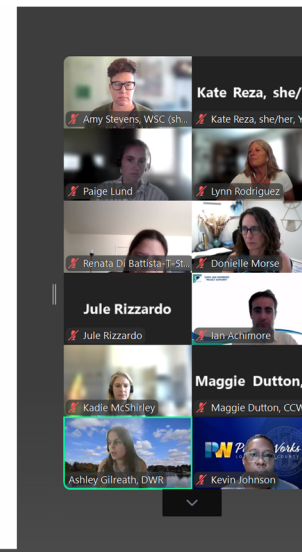 Kate Reza, she/
Amy Stevens, WSC (sh...
Kate Reza, she/her, Y
Paige Lund
Lynn Rodriguez
Renata Di Battista-T-St...
Donielle Morse
Jule Rizzardo
Jule Rizzardo
Ian Achimore
Maggie Dutton,
Kadie McShirley
Maggie Dutton, CCW
Ashley Gilreath, DWR
Kevin Johnson